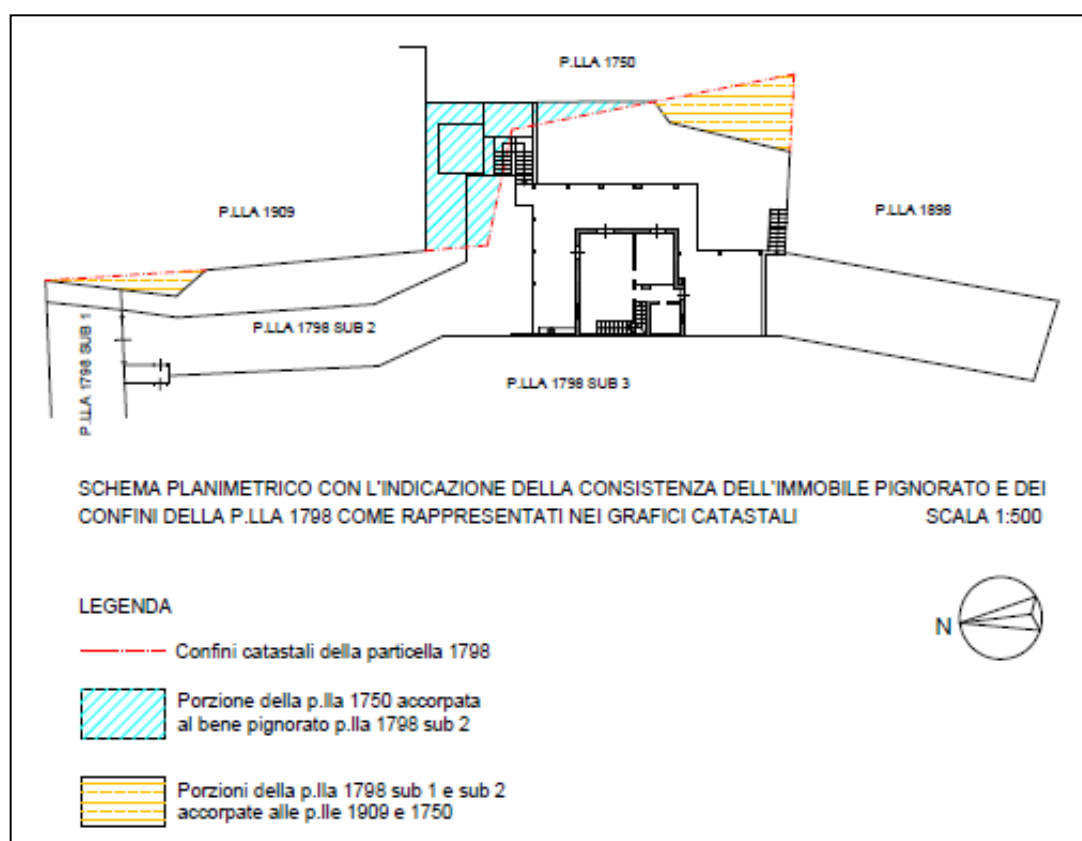 P.LLA 1750
P.LLA 1909
P.LLA 1898
P.LLA 1798 SUB 2
P.LLA 1798 SUB 1
P.LLA 1798 SUB 3
SCHEMA PLANIMETRICO CON L'INDICAZIONE DELLA CONSISTENZA DELL'IMMOBILE PIGNORATO E DEI
CONFINI DELLA P.LLA 1798 COME RAPPRESENTATI NEI GRAFICI CATASTALI SCALA 1:500
LEGENDA
N
Confini catastali della particella 1798
Porzione della p.lla 1750 accorpata
al bene pignorato p.lla 1798 sub 2
Porzioni della p.lla 1798 sub 1 e sub 2
accorpate alle p.lle 1909 e 1750